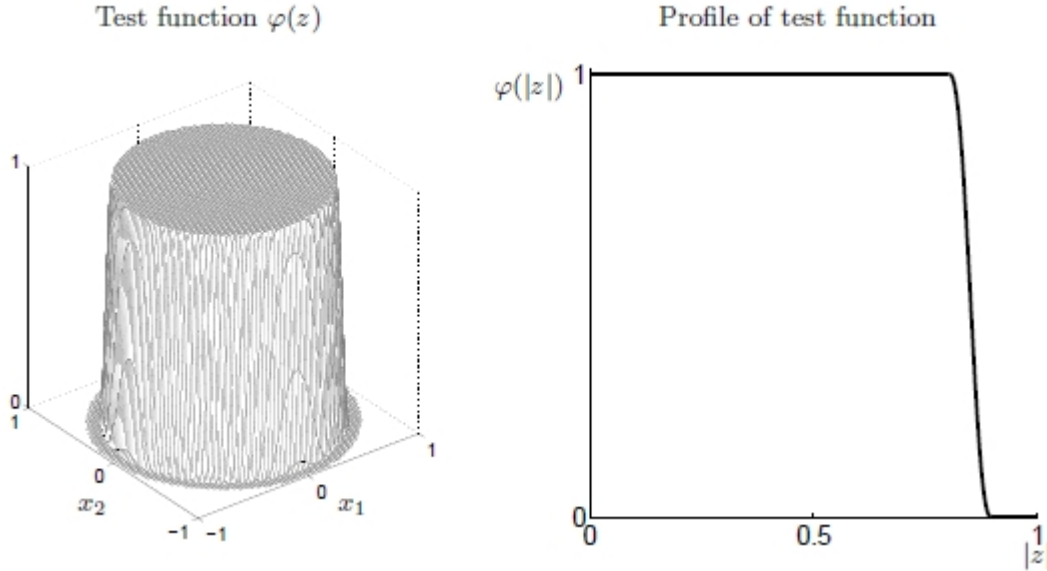 Test function φ(z)
1
0
1
0
x₂
−1
−1
0
x₁
1
Profile of test function
φ(|z|)
1
0
0
0.5
1
|z|